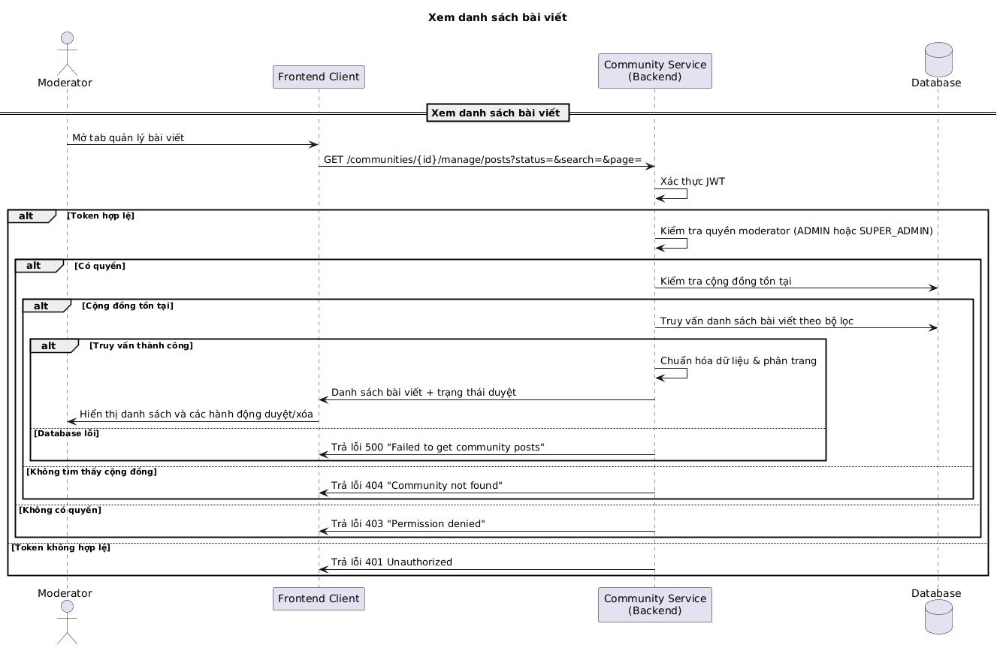 Xem danh sách bài viết
Moderator
Frontend Client
Community Service
(Backend)
Database
Xem danh sách bài viết
Mở tab quản lý bài viết
GET /communities/{id}/manage/posts?status=&search=&page=
Xác thực JWT
alt [Token hợp lệ]
Kiểm tra quyền moderator (ADMIN hoặc SUPER_ADMIN)
alt [Có quyền]
Kiểm tra cộng đồng tồn tại
alt [Cộng đồng tồn tại]
Truy vấn danh sách bài viết theo bộ lọc
alt [Truy vấn thành công]
Chuẩn hóa dữ liệu & phân trang
Danh sách bài viết + trạng thái duyệt
Hiển thị danh sách và các hành động duyệt/xóa
[Database lỗi]
Trả lỗi 500 "Failed to get community posts"
[Không tìm thấy cộng đồng]
Trả lỗi 404 "Community not found"
[Không có quyền]
Trả lỗi 403 "Permission denied"
[Token không hợp lệ]
Trả lỗi 401 Unauthorized
Moderator
Frontend Client
Community Service
(Backend)
Database